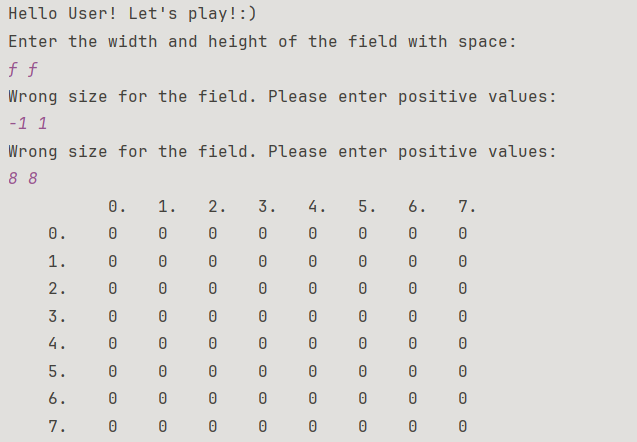 Hello User! Let's play!:)
Enter the width and height of the field with space:
f f
Wrong size for the field. Please enter positive values:
-1 1
Wrong size for the field. Please enter positive values:
8 8
0. 1. 2. 3. 4. 5. 6. 7.
0. 0 0 0 0 0 0 0 0
1. 0 0 0 0 0 0 0 0
2. 0 0 0 0 0 0 0 0
3. 0 0 0 0 0 0 0 0
4. 0 0 0 0 0 0 0 0
5. 0 0 0 0 0 0 0 0
6. 0 0 0 0 0 0 0 0
7. 0 0 0 0 0 0 0 0